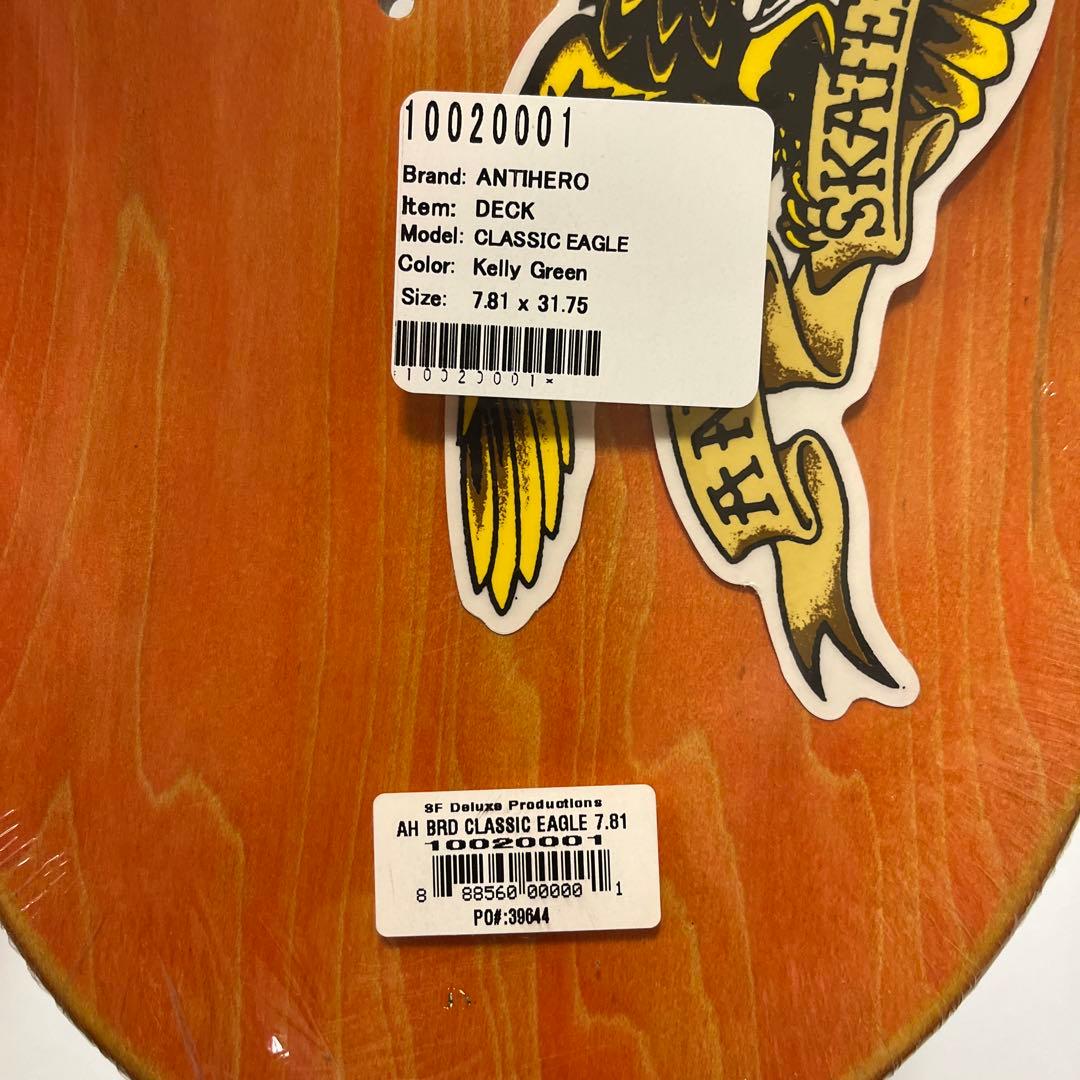 SKATE
10020001
Brand: ANTIHERO
Item: DECK
Model: CLASSIC EAGLE
Color: Kelly Green
Size: 7.81 x 31.75
*10020001*
SF Deluxe Productions
AH BRD CLASSIC EAGLE 7.81
10020001
8 88560 00000 1
PO#:39644